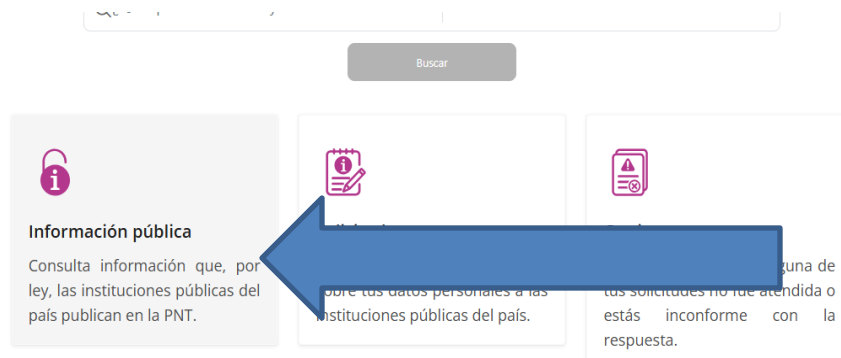 Buscar
Información pública
Consulta información que, por
ley, las instituciones públicas del
país publican en la PNT.
sobre tus datos personales a las
instituciones públicas del país.
guna de
tus solicitudes no fue atendida o
estás inconforme con la
respuesta.